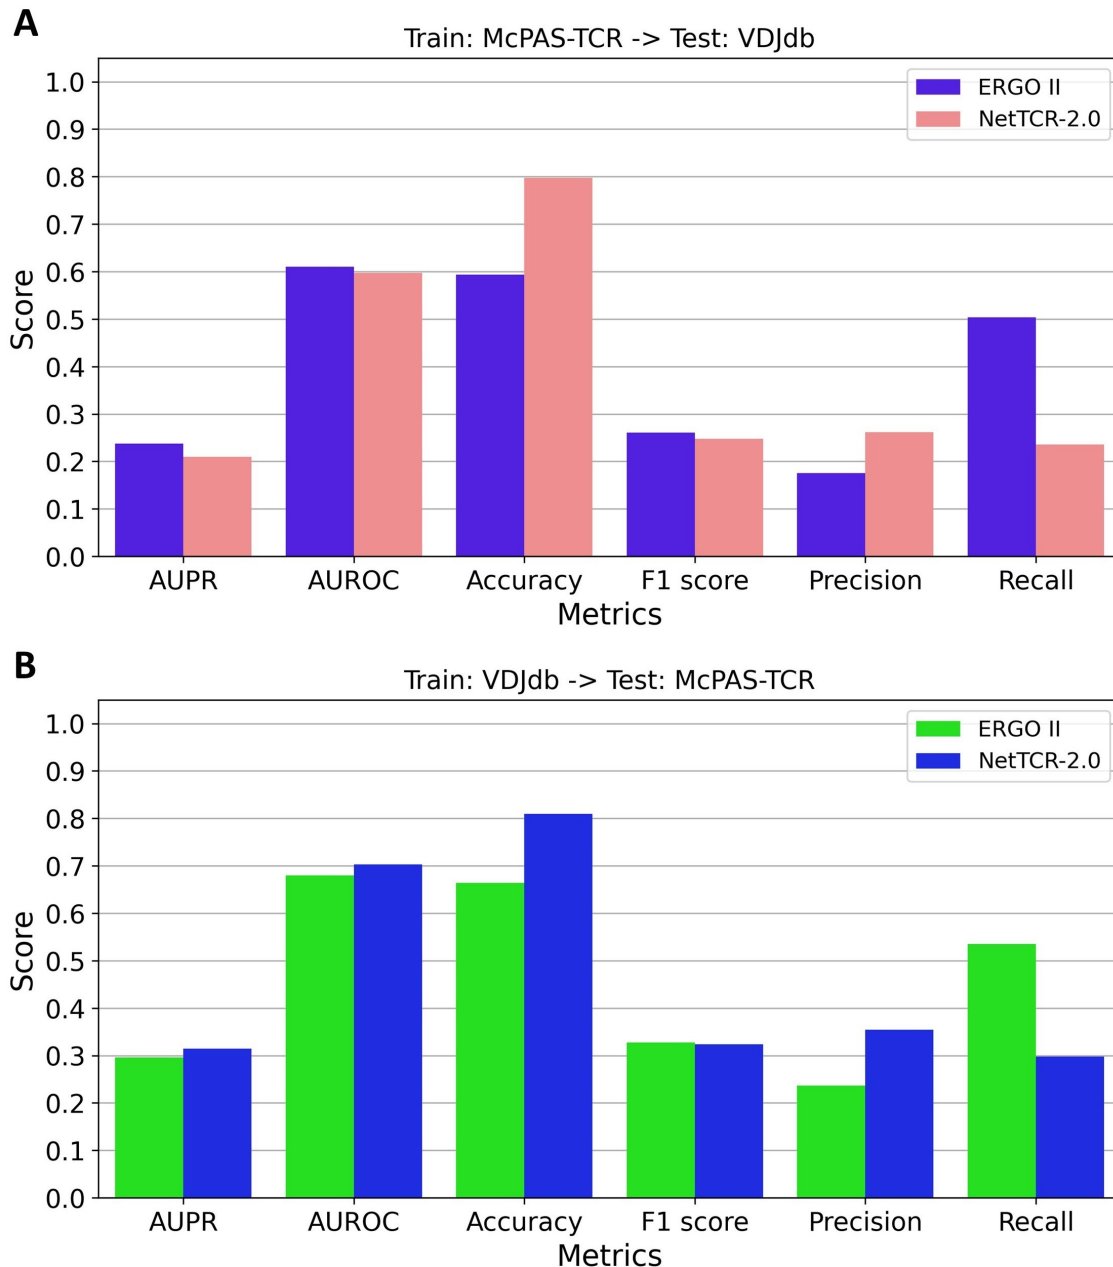 A
Train: McPAS-TCR -> Test: VDJdb
ERGO II
NetTCR-2.0
Score
1.0
0.9
0.8
0.7
0.6
0.5
0.4
0.3
0.2
0.1
0.0
AUPR AUROC Accuracy F1 score Precision Recall
Metrics
B
Train: VDJdb -> Test: McPAS-TCR
ERGO II
NetTCR-2.0
Score
1.0
0.9
0.8
0.7
0.6
0.5
0.4
0.3
0.2
0.1
0.0
AUPR AUROC Accuracy F1 score Precision Recall
Metrics